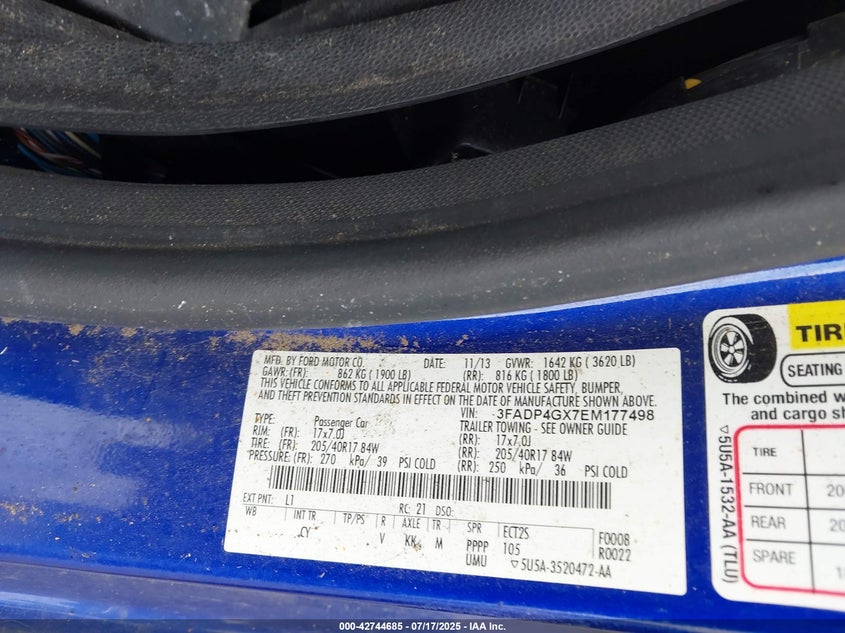 MFD. BY FORD MOTOR CO. DATE: 11/13 GVWR: 1642 KG ( 3620 LB)
GAWR: (FR): 862 KG ( 1900 LB) (RR): 816 KG ( 1800 LB)
THIS VEHICLE CONFORMS TO ALL APPLICABLE FEDERAL MOTOR VEHICLE SAFETY, BUMPER,
AND THEFT PREVENTION STANDARDS IN EFFECT ON THE DATE OF MANUFACTURE SHOWN ABOVE.
VIN: 3FADP4GX7EM177498
TYPE: Passenger Car TRAILER TOWING - SEE OWNER GUIDE
RIM: (FR): 17x7.0J (RR): 17x7.0J
TIRE: (FR): 205/40R17 84W (RR): 205/40R17 84W
PRESSURE: (FR): 270 kPa/ 39 PSI COLD (RR): 250 kPa/ 36 PSI COLD
EXT PNT: L1 RC: 21 DSO:
WB INT TR TP/PS R AXLE TR SPR ECT2S F0008
CY V KK M PPPP 105 R0022
UMU ▽5U5A-3520472-AA
TIRE
SEATING
The combined w
and cargo sh
TIRE
FRONT 20
REAR 20
SPARE
▽5U5A-1532-AA (TLU)
000-42744685 - 07/17/2025 - IAA Inc.